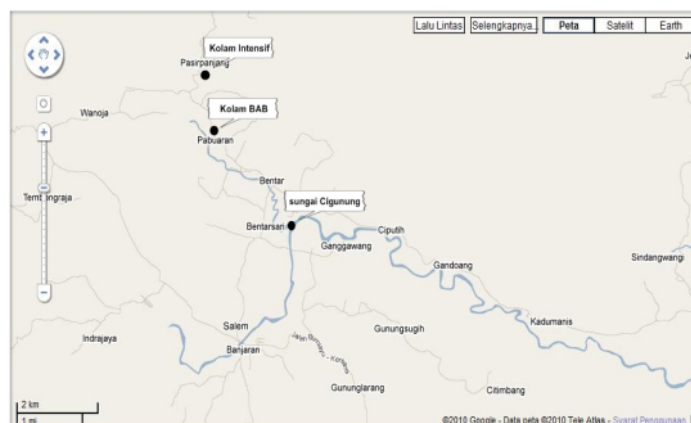 Lalu Lintas Selengkapnya... Peta Satelit Earth
Kolam Intensif
Pasirpanjang
Kolam BAB
Wanoja
Pabuaran
Bentar
sungai Cigunung
Bentarsari
Ciputih
Ganggawang
Gandoang
Sindangwangi
Kadumanis
Salem
Gunungsugih
Indrajaya
Banjaran
Gununglarang
Citimbang
2 km
1 mi
©2010 Google - Data peta ©2010 Tele Atlas - Syarat Penggunaan